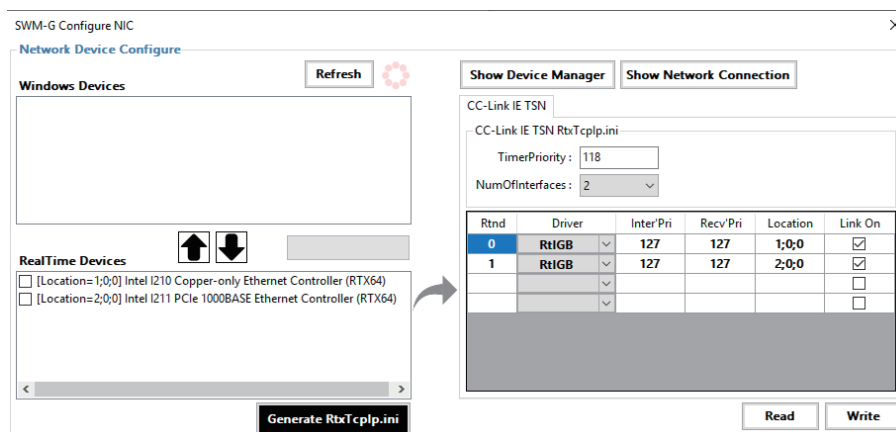 SWM-G Configure NIC
Network Device Configure
Refresh
Windows Devices
RealTime Devices
[Location=1;0;0] Intel I210 Copper-only Ethernet Controller (RTX64)
[Location=2;0;0] Intel I211 PCIe 1000BASE Ethernet Controller (RTX64)
Generate RtxTcpIp.ini
Show Device Manager Show Network Connection
CC-Link IE TSN
CC-Link IE TSN RtxTcpIp.ini
TimerPriority : 118
NumOfInterfaces : 2
Rtnd Driver Inter'Pri Recv'Pri Location Link On
0 RtIGB 127 127 1;0;0
1 RtIGB 127 127 2;0;0
Read Write